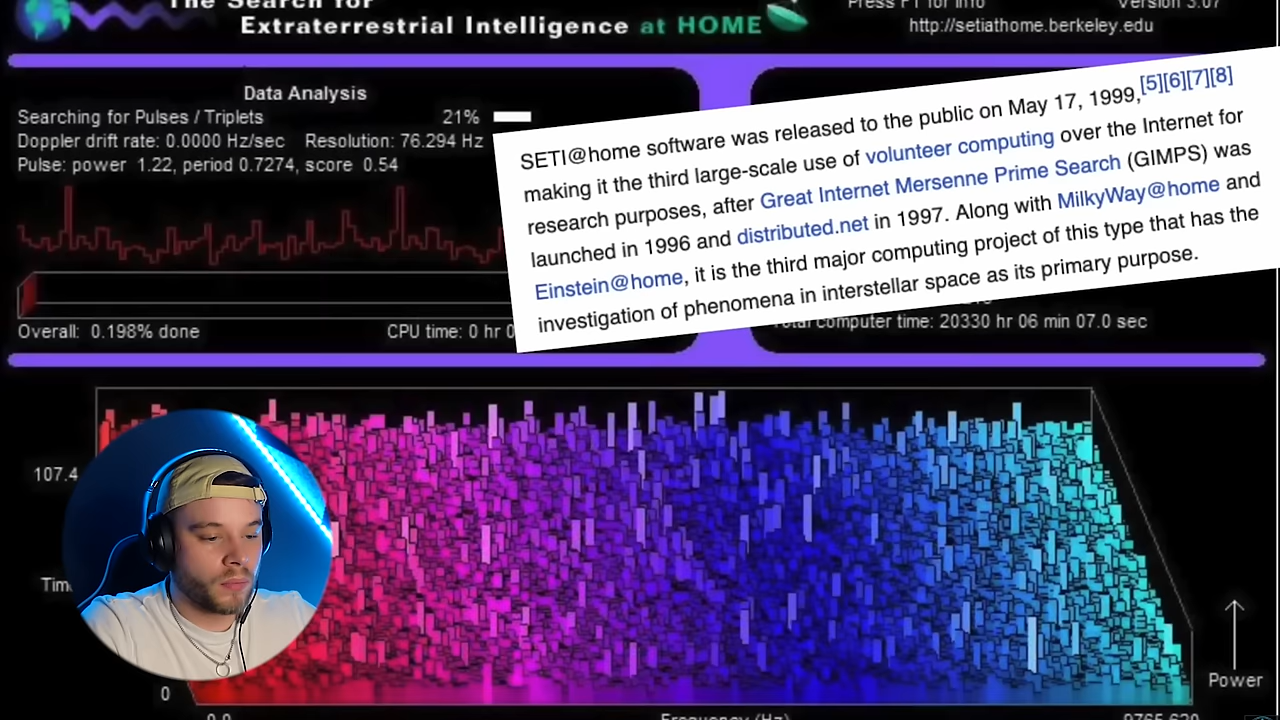 The Search for
Extraterrestrial Intelligence at HOME
Press F1 for info
Version 3.07
http://setiathome.berkeley.edu
Data Analysis
Searching for Pulses / Triplets 21%
Doppler drift rate: 0.0000 Hz/sec Resolution: 76.294 Hz
Pulse: power 1.22, period 0.7274, score 0.54
Overall: 0.198% done
CPU time: 0 hr
SETI@home software was released to the public on May 17, 1999,[5][6][7][8]
making it the third large-scale use of volunteer computing over the Internet for
research purposes, after Great Internet Mersenne Prime Search (GIMPS) was
launched in 1996 and distributed.net in 1997. Along with MilkyWay@home and
Einstein@home, it is the third major computing project of this type that has the
investigation of phenomena in interstellar space as its primary purpose.
Total computer time: 20330 hr 06 min 07.0 sec
107.4
0
0.0
Frequency (Hz)
9765.620
Power